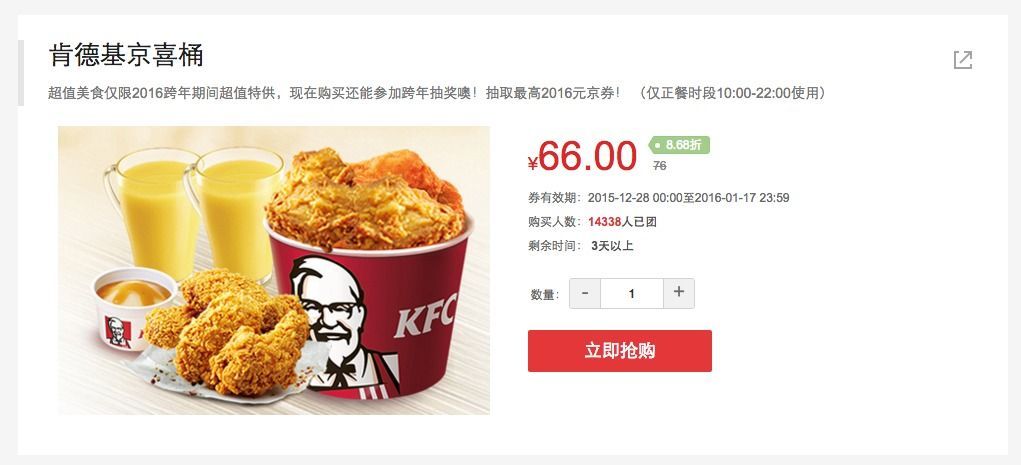 肯德基京喜桶
超值美食仅限2016跨年期间超值特供，现在购买还能参加跨年抽奖噢！抽取最高2016元京券！ （仅正餐时段10:00-22:00使用）
¥66.00 8.68折
76
券有效期： 2015-12-28 00:00至2016-01-17 23:59
购买人数： 14338人已团
剩余时间： 3天以上
数量： - 1 +
立即抢购
KFC